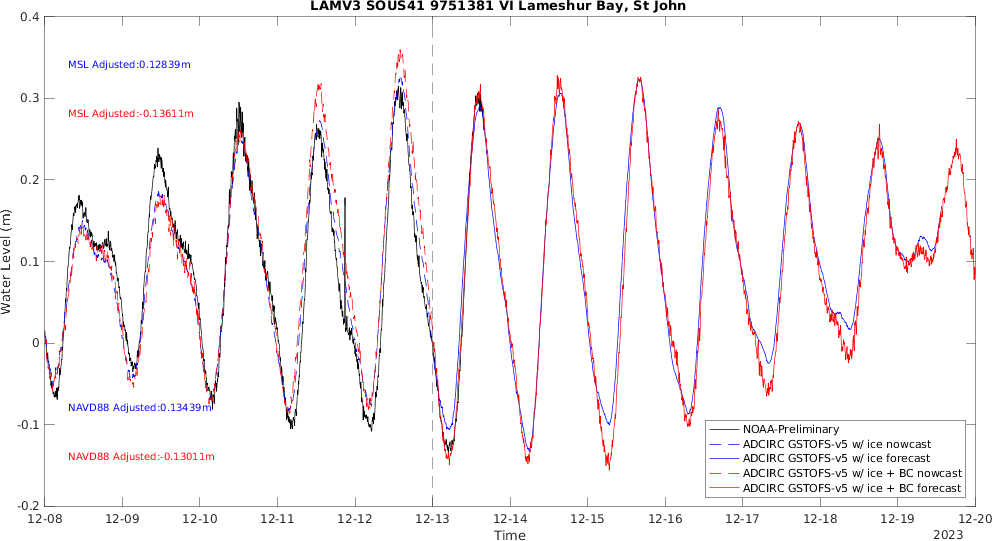 LAMV3 SOUS41 9751381 VI Lameshur Bay, St John
0.4
MSL Adjusted:0.12839
0.3
MSL Adjusted:-0.13611
0.2
0.1
Water Level (m)
0
NAVD88 Adjusted:0.13439
-0.1
NAVD88 Adjusted:-0.13011
-0.2
NOAA-Preliminary
ADCIRC GSTOFS-v5 w/ ice nowcast
ADCIRC GSTOFS-v5 w/ ice forecast
ADCIRC GSTOFS-v5 w/ ice + BC nowcast
ADCIRC GSTOFS-v5 w/ ice + BC forecast
12-08 12-09 12-10 12-11 12-12 12-13 12-14 12-15 12-16 12-17 12-18 12-19 12-20
Time
2023